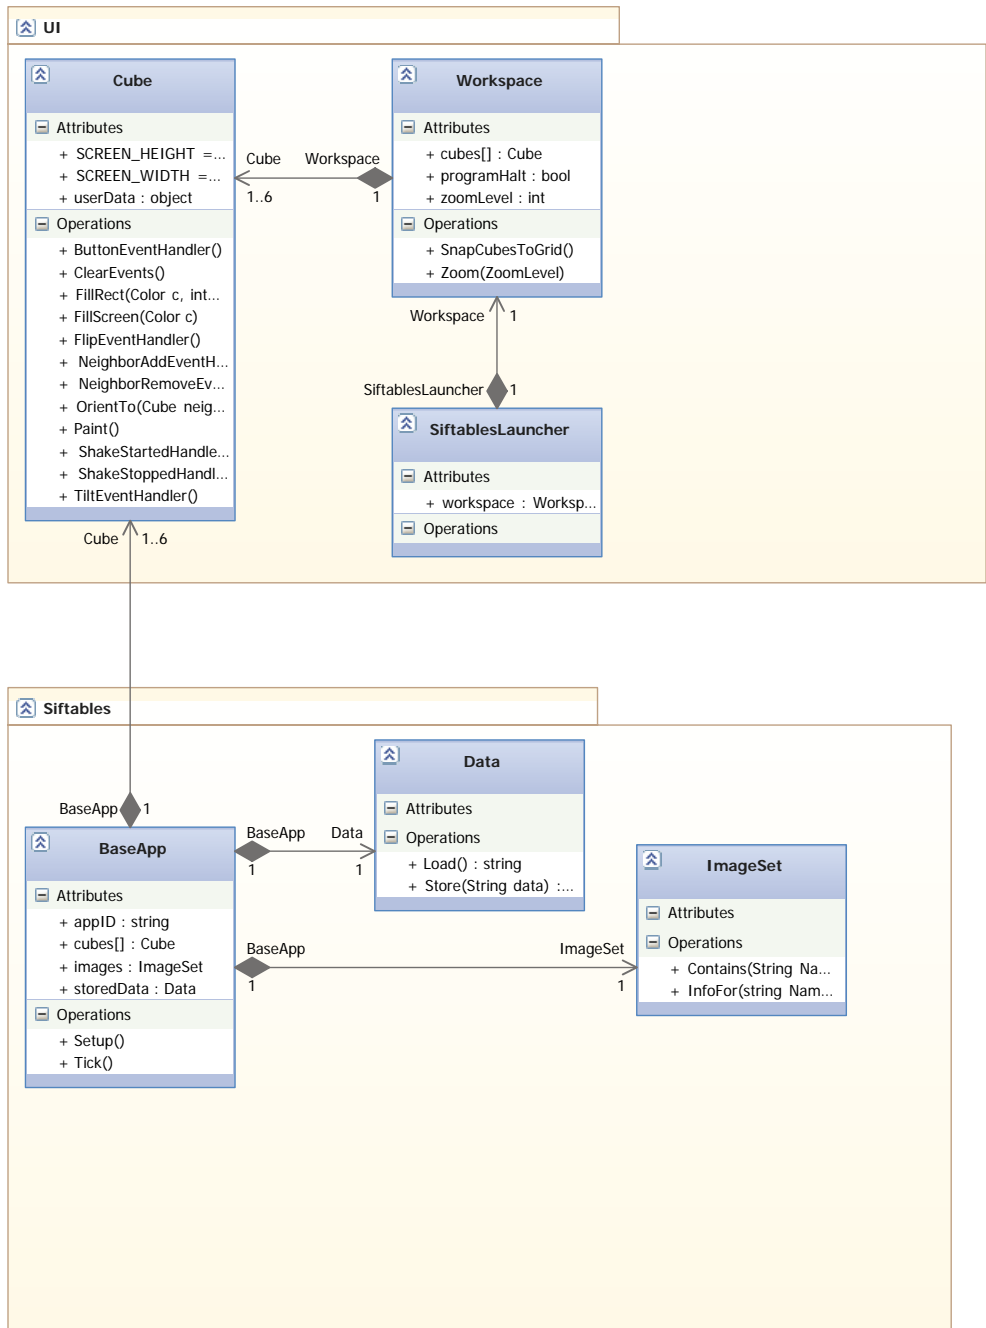 UI
Cube
Attributes
+ SCREEN_HEIGHT =...
+ SCREEN_WIDTH =...
+ userData : object
Operations
+ ButtonEventHandler()
+ ClearEvents()
+ FillRect(Color c, int...
+ FillScreen(Color c)
+ FlipEventHandler()
+ NeighborAddEventH...
+ NeighborRemoveEv...
+ OrientTo(Cube neig...
+ Paint()
+ ShakeStartedHandle...
+ ShakeStoppedHandl...
+ TiltEventHandler()
Cube Workspace
1..6 1
Workspace
Attributes
+ cubes[] : Cube
+ programHalt : bool
+ zoomLevel : int
Operations
+ SnapCubesToGrid()
+ Zoom(ZoomLevel)
Workspace 1
SiftablesLauncher 1
SiftablesLauncher
Attributes
+ workspace : Worksp...
Operations
Cube 1..6
Siftables
BaseApp 1
BaseApp
Attributes
+ appID : string
+ cubes[] : Cube
+ images : ImageSet
+ storedData : Data
Operations
+ Setup()
+ Tick()
BaseApp Data
1 1
Data
Attributes
Operations
+ Load() : string
+ Store(String data) :...
BaseApp ImageSet
1 1
ImageSet
Attributes
Operations
+ Contains(String Na...
+ InfoFor(string Nam...